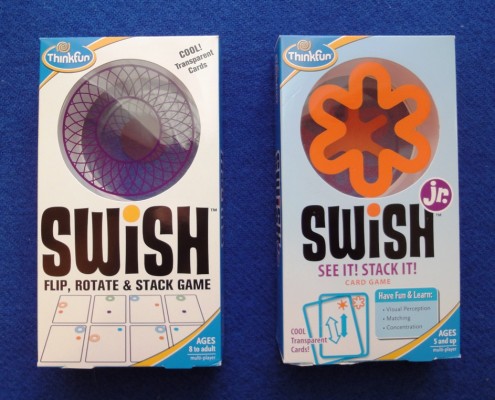 Thinkfun
COOL!
Transparent
Cards
SWiSH™
FLIP, ROTATE & STACK GAME
AGES
8 to adult
multi-player
Thinkfun
SWiSH™
jr.
SEE IT! STACK IT!
CARD GAME
Have Fun & Learn:
• Visual Perception
• Matching
• Concentration
COOL
Transparent
Cards!
AGES
5 and up
multi-player